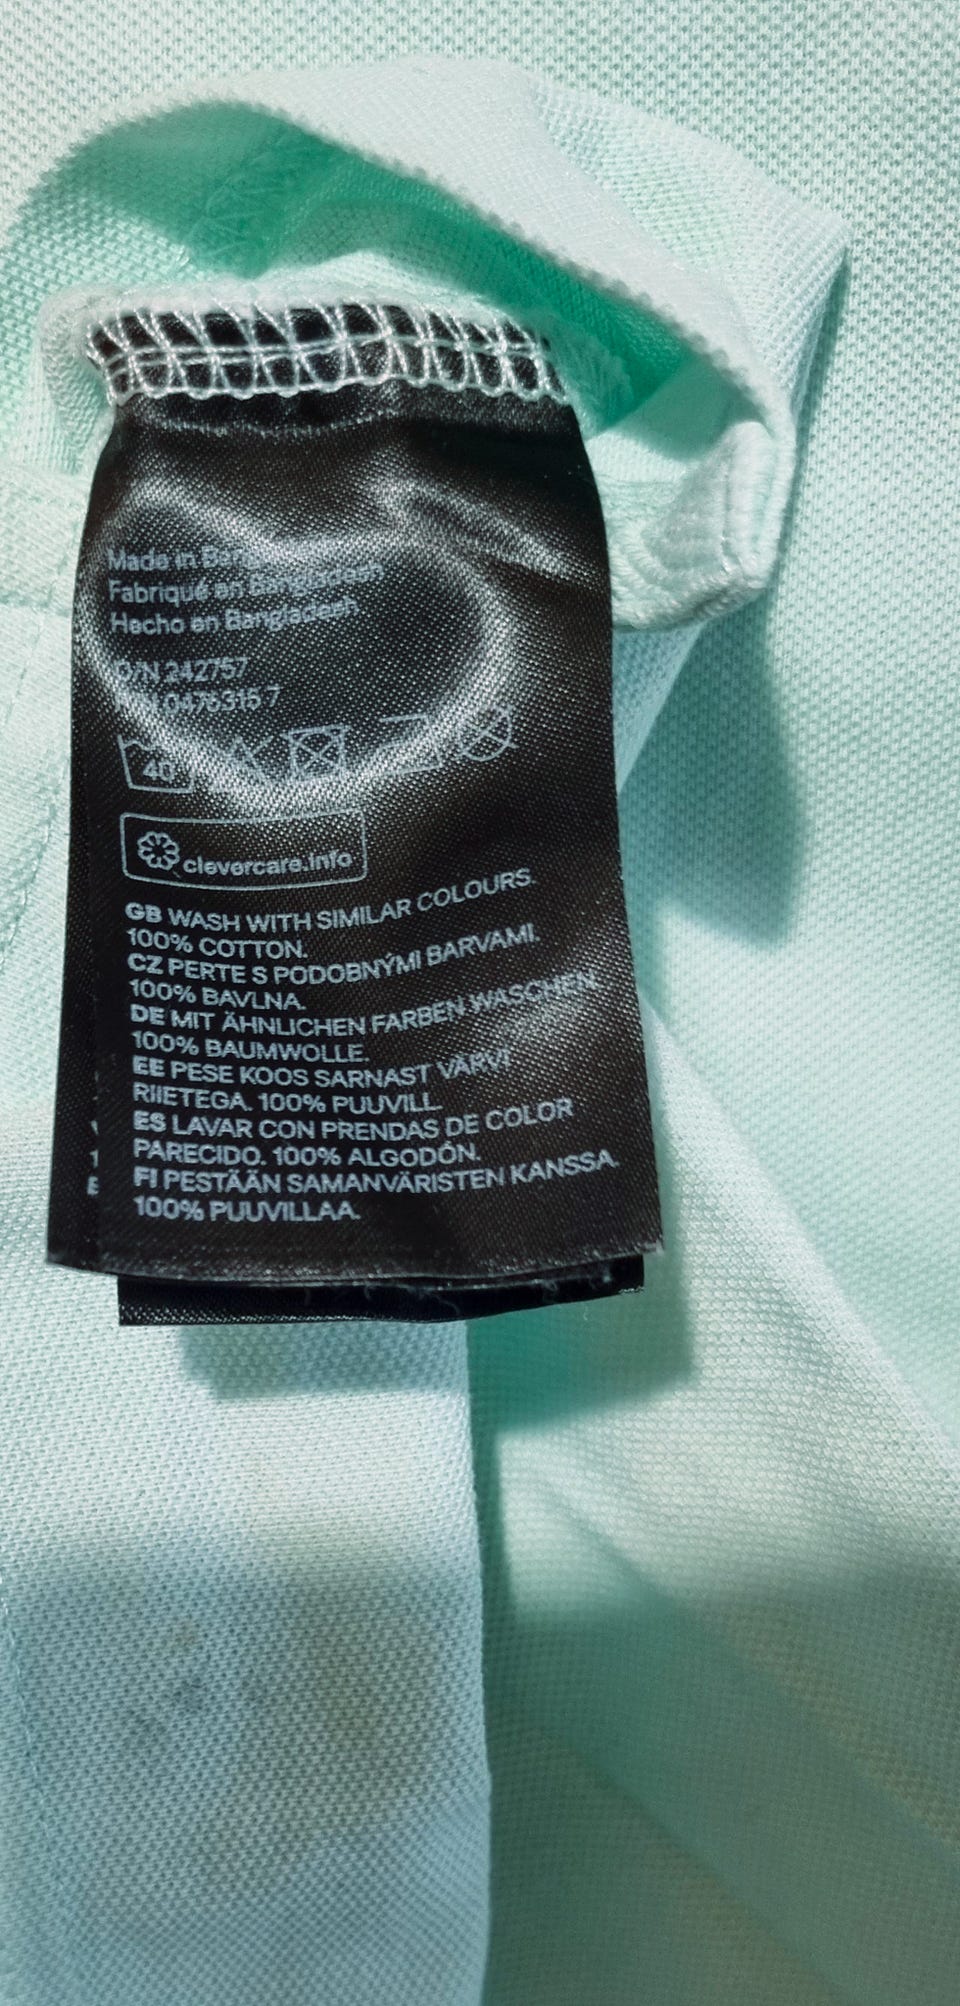 Made in
Fabriqué en Bangladesh
Hecho en Bangladesh
O/N 242757
40
clevercare.info
GB WASH WITH SIMILAR COLOURS.
100% COTTON.
CZ PERTE S PODOBNÝMI BARVAMI.
100% BAVLNA.
DE MIT ÄHNLICHEN FARBEN WASCHEN.
100% BAUMWOLLE.
EE PESE KOOS SARNAST VÄRVI
RIIETEGA. 100% PUUVILL.
ES LAVAR CON PRENDAS DE COLOR
PARECIDO. 100% ALGODÓN.
FI PESTÄÄN SAMANVÄRISTEN KANSSA.
100% PUUVILLAA.